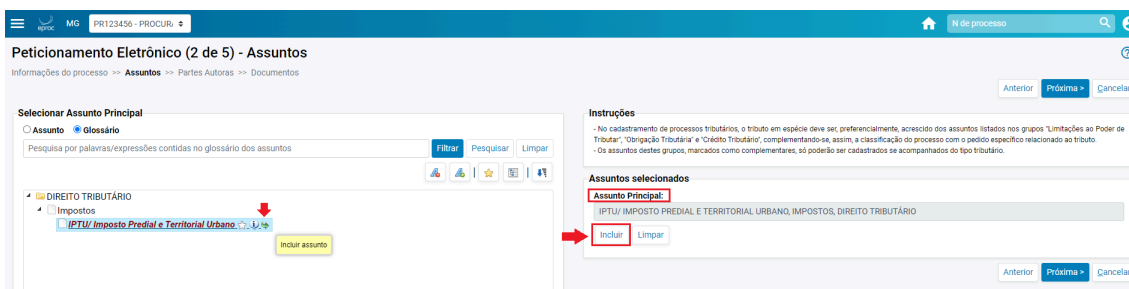 eproc MG PR123456 - PROCUR N de processo
Peticionamento Eletrônico (2 de 5) - Assuntos
Informações do processo >> Assuntos >> Partes Autoras >> Documentos
Anterior Próxima > Cancelar
Selecionar Assunto Principal
Assunto Glossário
Pesquisa por palavras/expressões contidas no glossário dos assuntos Filtrar Pesquisar Limpar
DIREITO TRIBUTÁRIO
Impostos
IPTU/ Imposto Predial e Territorial Urbano
Incluir assunto
Instruções
- No cadastramento de processos tributários, o tributo em espécie deve ser, preferencialmente, acrescido dos assuntos listados nos grupos "Limitações ao Poder de
Tributar", "Obrigação Tributária" e "Crédito Tributário", complementando-se, assim, a classificação do processo com o pedido específico relacionado ao tributo.
- Os assuntos destes grupos, marcados como complementares, só poderão ser cadastrados se acompanhados do tipo tributário.
Assuntos selecionados
Assunto Principal:
IPTU/ IMPOSTO PREDIAL E TERRITORIAL URBANO, IMPOSTOS, DIREITO TRIBUTÁRIO
Incluir Limpar
Anterior Próxima > Cancelar